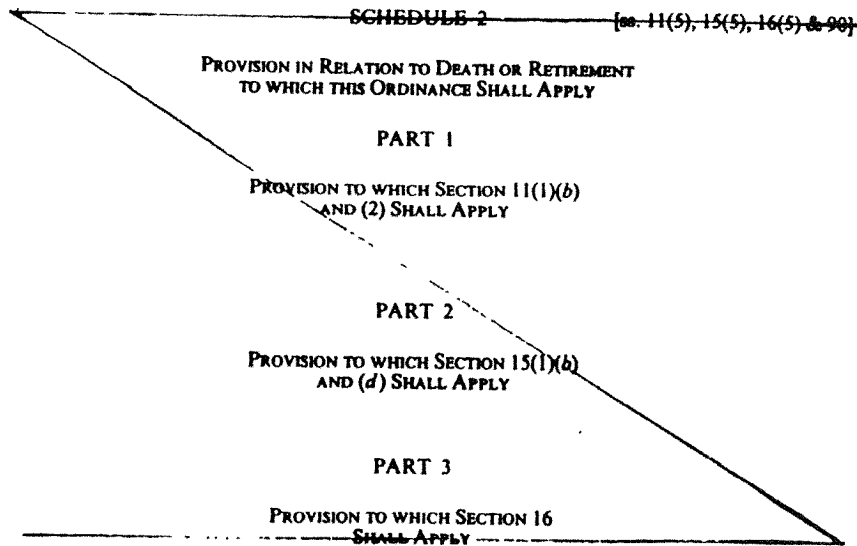 SCHEDULE 2 [ss. 11(5), 15(5), 16(5) & 90]
PROVISION IN RELATION TO DEATH OR RETIREMENT
TO WHICH THIS ORDINANCE SHALL APPLY
PART 1
PROVISION TO WHICH SECTION 11(1)(b)
AND (2) SHALL APPLY
PART 2
PROVISION TO WHICH SECTION 15(1)(b)
AND (d) SHALL APPLY
PART 3
PROVISION TO WHICH SECTION 16
SHALL APPLY